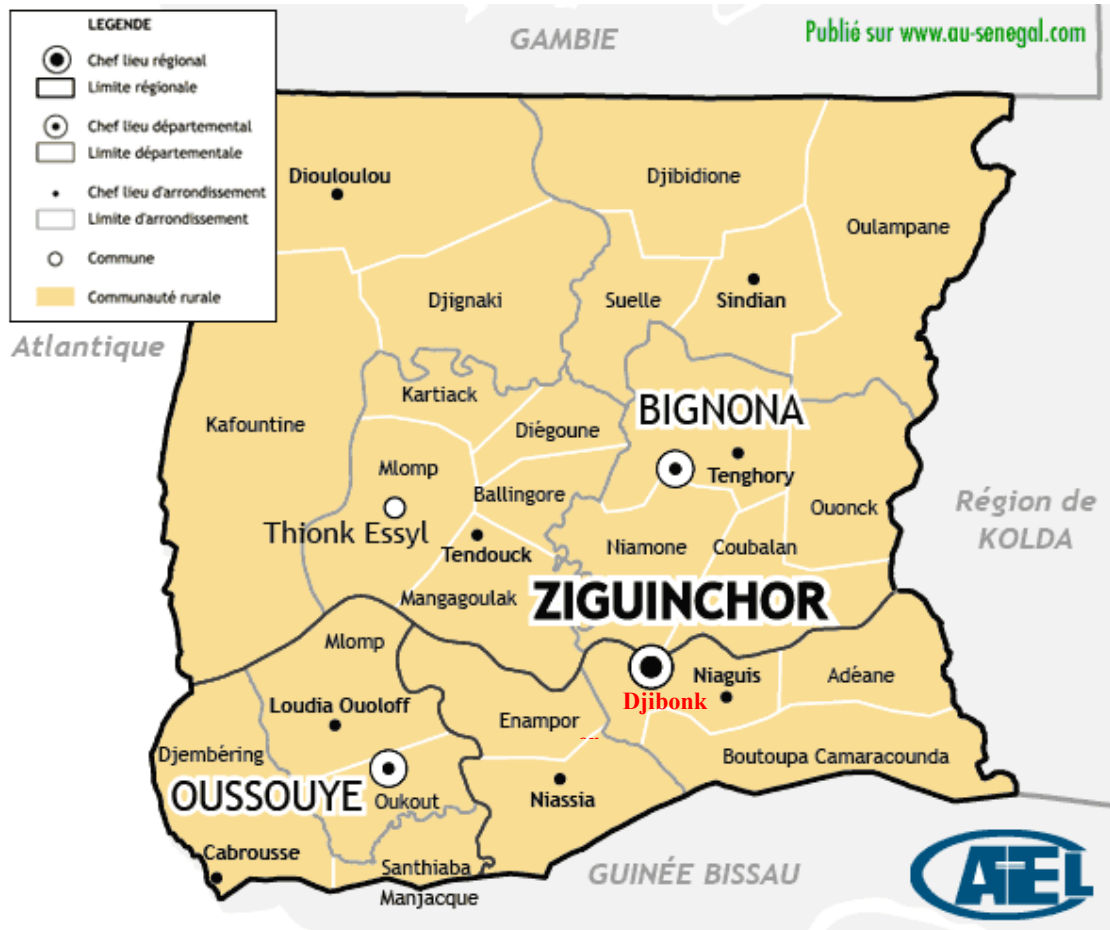 LEGENDE
Chef lieu régional
Limite régionale
Chef lieu départemental
Limite départementale
Chef lieu d'arrondissement
Limite d'arrondissement
Commune
Communauté rurale
GAMBIE
Publié sur www.au-senegal.com
Diouloulou
Djibidione
Oulampane
Djignaki
Suelle
Sindian
Atlantique
Kartiack
Kafountine
Diégoune
BIGNONA
Mlomp
Tenghory
Ballingore
Ouonck
Région de
KOLDA
Thionk Essyl
Tendouck
Niamone
Coubalan
Mangagoulak
ZIGUINCHOR
Mlomp
Niaguis
Adéane
Djibonk
Loudia Ouoloff
Enampor
Djembéring
Boutoupa Camaracounda
OUSSOUYE
Oukout
Niassia
Cabrousse
Santhiaba
Manjacque
GUINÉE BISSAU
ATEL